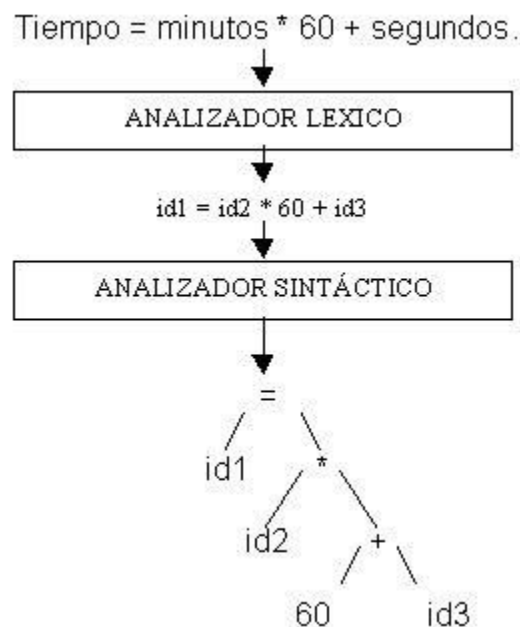 Tiempo = minutos * 60 + segundos.
ANALIZADOR LEXICO
id1 = id2 * 60 + id3
ANALIZADOR SINTÁCTICO
=
id1 *
id2 +
60 id3